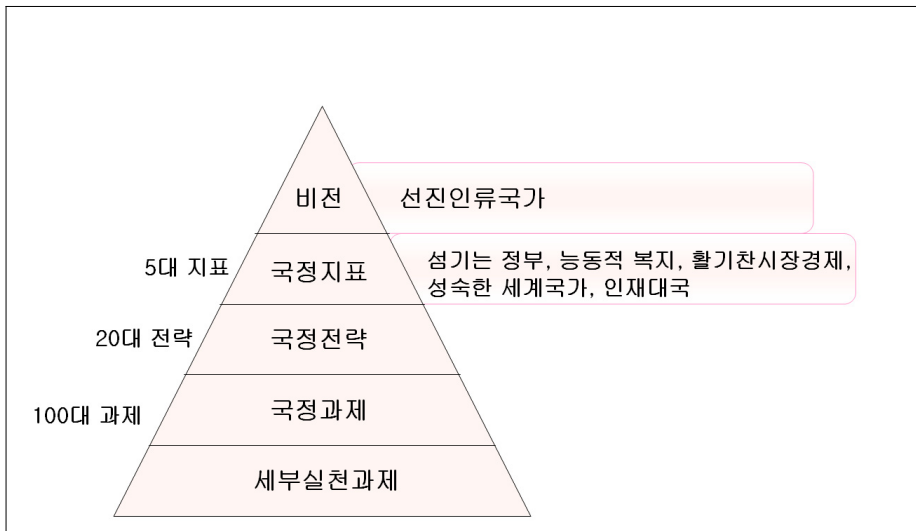 비전
선진인류국가
5대 지표
국정지표
섬기는 정부, 능동적 복지, 활기찬시장경제,
성숙한 세계국가, 인재대국
20대 전략
국정전략
100대 과제
국정과제
세부실천과제